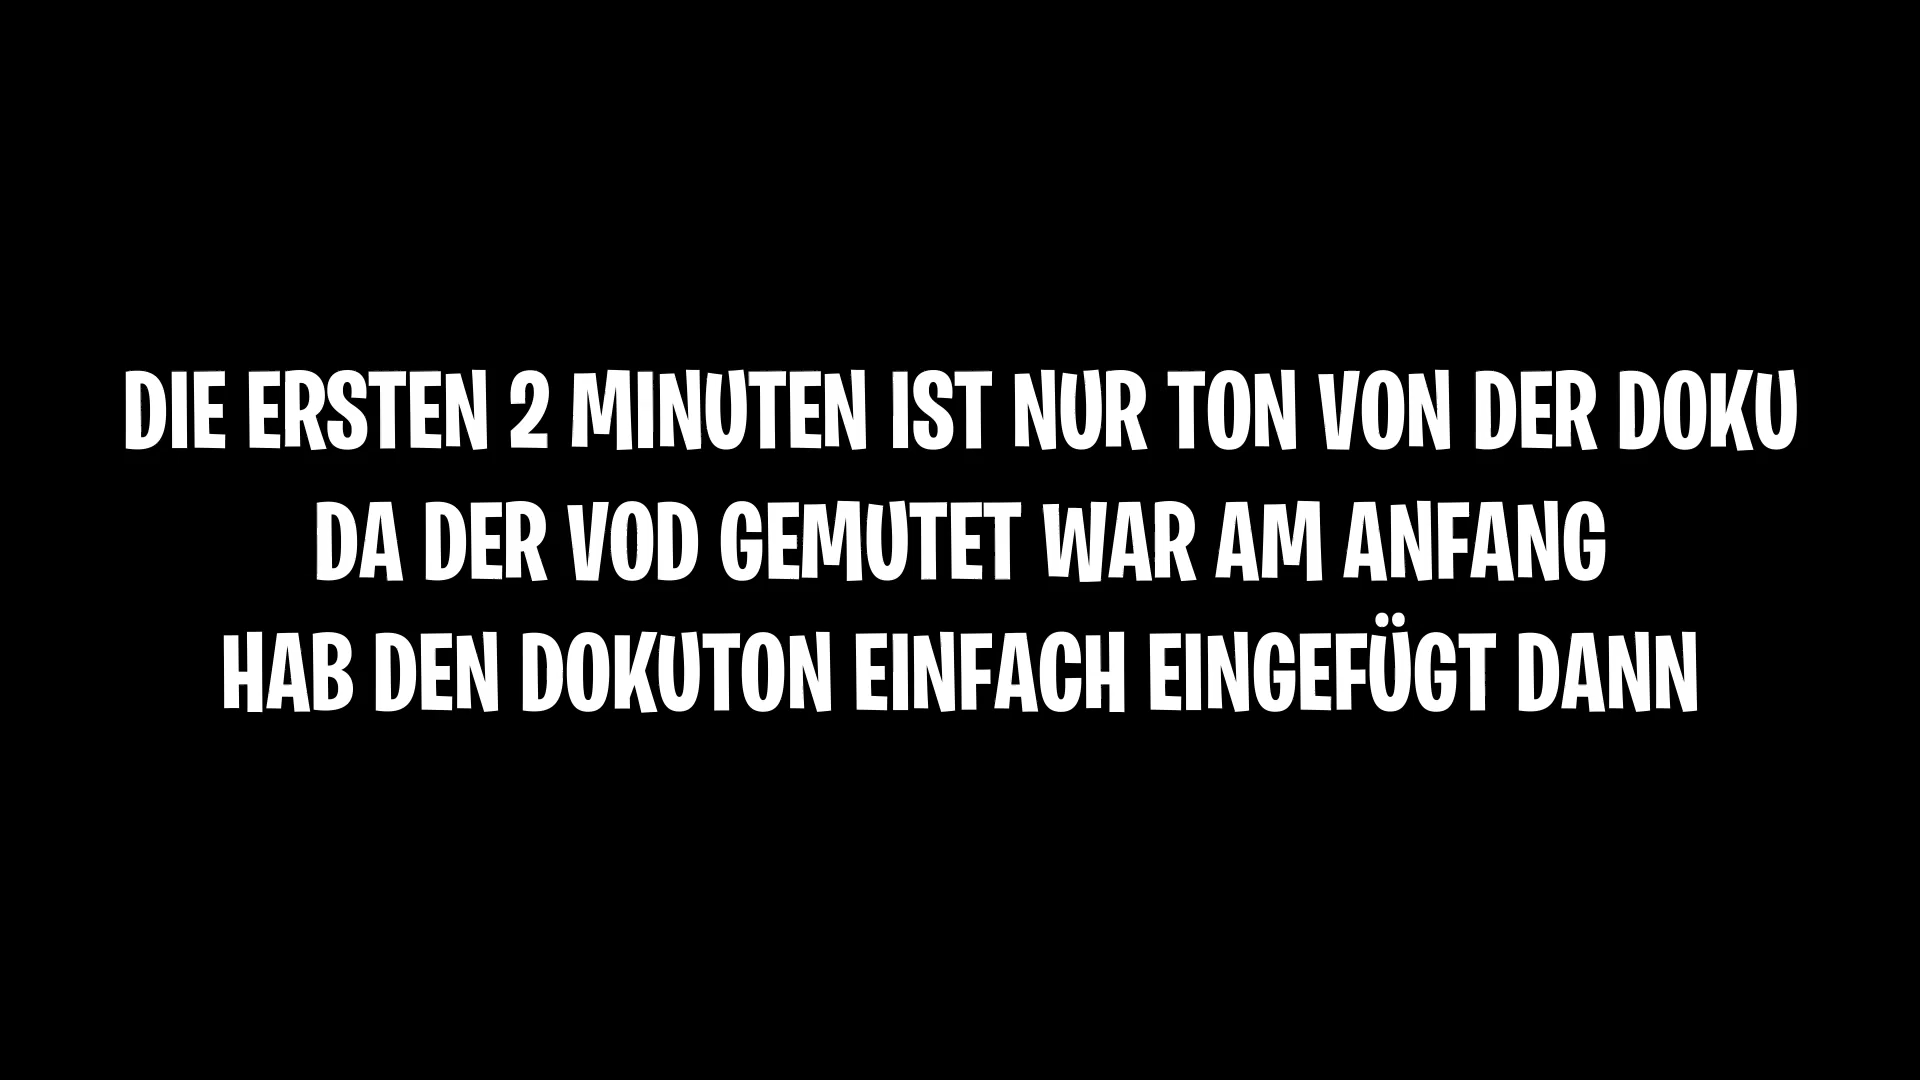 DIE ERSTEN 2 MINUTEN IST NUR TON VON DER DOKU
DA DER VOD GEMUTET WAR AM ANFANG
HAB DEN DOKUTON EINFACH EINGEFÜGT DANN